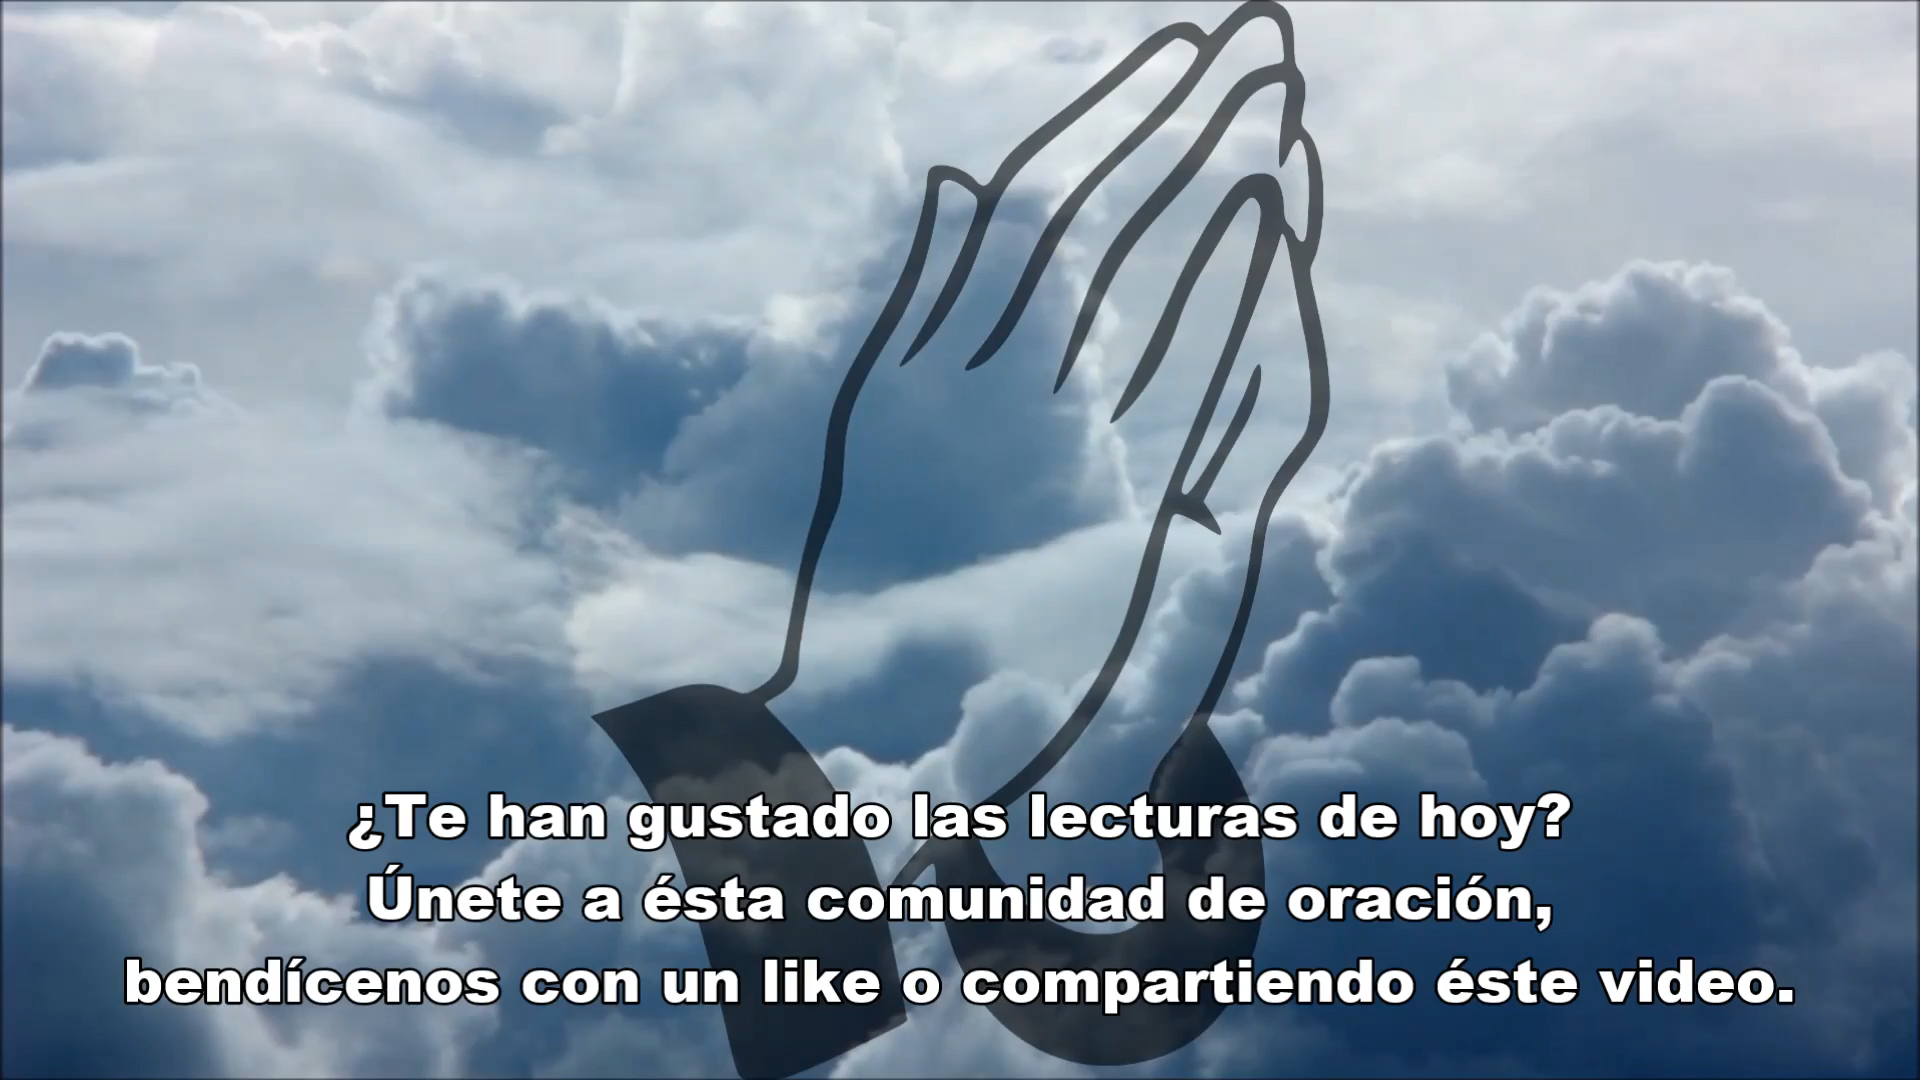 ¿Te han gustado las lecturas de hoy?
Únete a ésta comunidad de oración,
bendícenos con un like o compartiendo éste video.